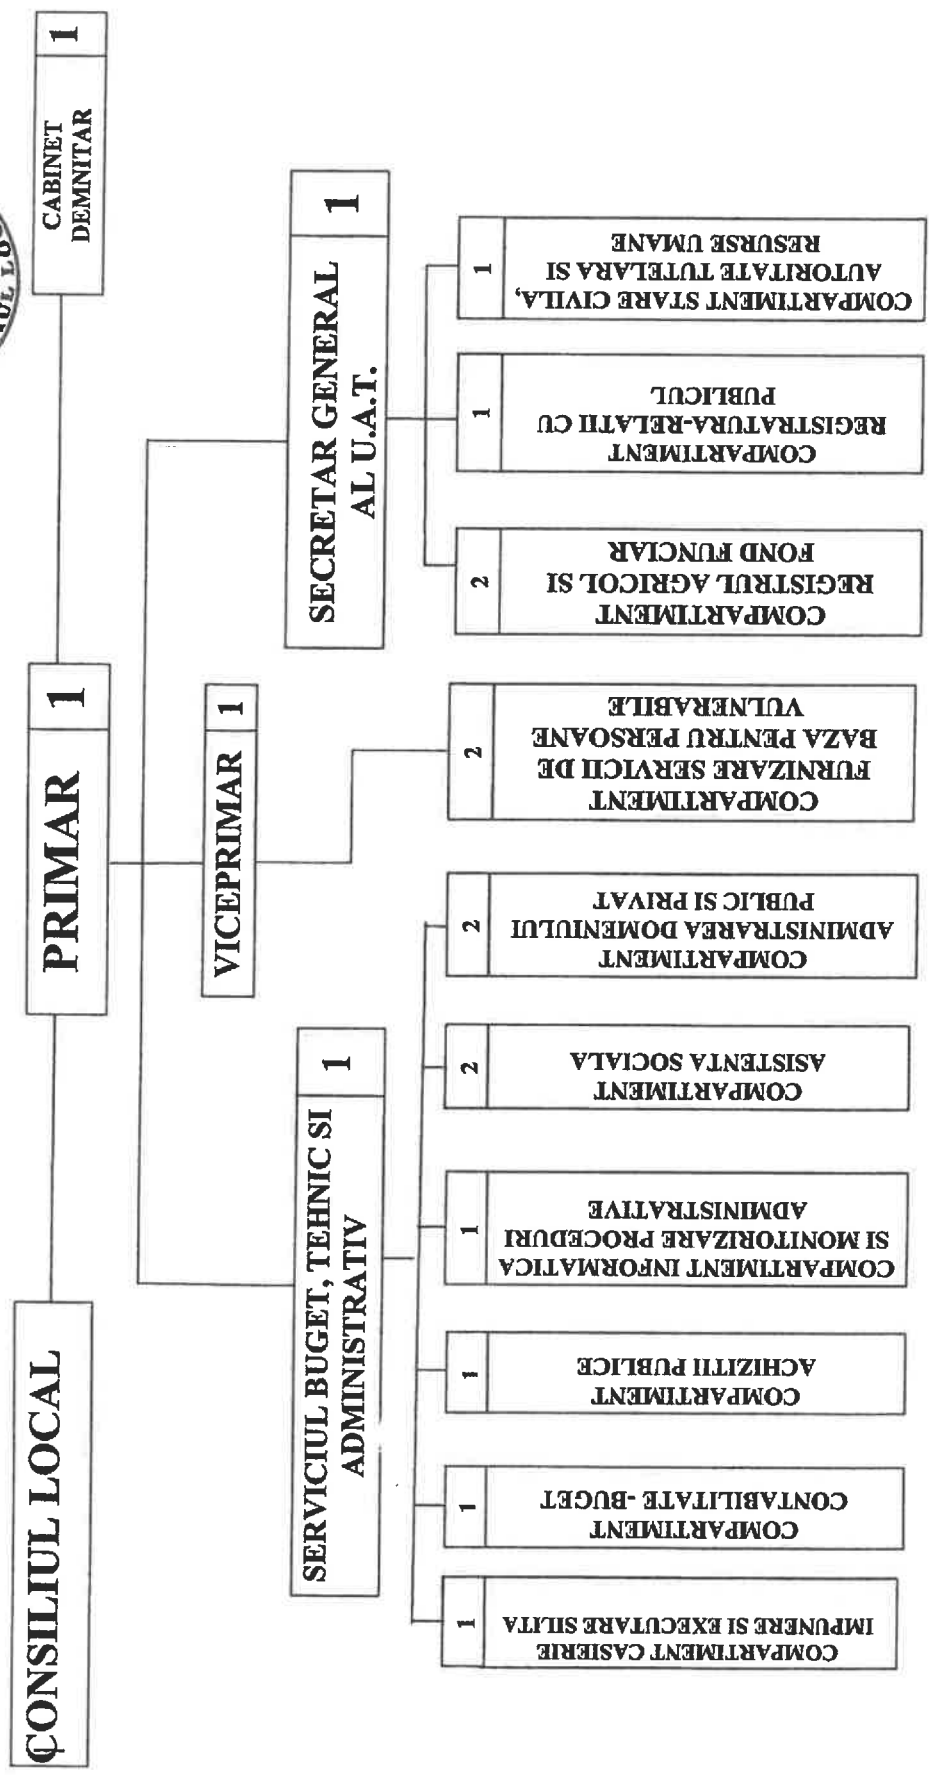 CONSILIUL LOCAL
PRIMAR
1
CABINET
DEMNITAR
1
VICEPRIMAR
1
SERVICIUL BUGET, TEHNIC SI
ADMINISTRATIV
1
SECRETAR GENERAL
AL U.A.T.
1
1
COMPARTIMENT CASIERIE
IMPUNERE SI EXECUTARE SILITA
1
COMPARTIMENT
CONTABILITATE -BUGET
1
COMPARTIMENT
ACHIZITII PUBLICE
1
COMPARTIMENT INFORMATICA
SI MONITORIZARE PROCEDURI
ADMINISTRATIVE
2
COMPARTIMENT
ASISTENTA SOCIALA
2
COMPARTIMENT
ADMINISTRAREA DOMENIULUI
PUBLIC SI PRIVAT
2
COMPARTIMENT
FURNIZARE SERVICII DE
BAZA PENTRU PERSOANE
VULNERABILE
2
COMPARTIMENT
REGISTRUL AGRICOL SI
FOND FUNCIAR
1
COMPARTIMENT
REGISTRATURA-RELATII CU
PUBLICUL
1
COMPARTIMENT STARE CIVILA,
AUTORITATE TUTELARA SI
RESURSE UMANE